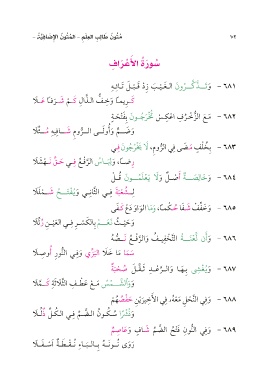 ٧٢
مُتُونُ طَالِبِ العِلْمِ - المُتُونُ الإِضَافِيَّةُ -
سُورَةُ الأَعْرَافِ
٦٨١ - وَتَذَّكَّرُونَ الغَيْبَ زِدْ قَبْلَ تَائِهِ
كَرِيمًا وَخِفُّ الذَّالِ كَمْ شَرَفًا عَلَا
٦٨٢ - مَعَ الزُّخْرُفِ اعْكِسْ تُخْرَجُونَ بِفَتْحَةٍ
وَضَمٍّ وَأُولَى الرُّومِ شَافِيهِ مُثِّلَا
٦٨٣ - بِخُلْفٍ مَضَى فِي الرُّومِ، لَا يَخْرُجُونَ فِي
رِضًا، وَلِبَاسُ الرَّفْعُ فِي حَقِّ نَهْشَلَا
٦٨٤ - وَخَالِصَةٌ أَصْلٌ وَلَا يَعْلَمُونَ قُلْ
لِشُعْبَةَ فِي الثَّانِي وَيُفْتَحُ شَمْلَلَا
٦٨٥ - وَخَفِّفْ شَفَا حُكْمًا، وَمَا الوَاوَ دَعْ كَفَى
وَحَيْثُ نَعَمْ بِالكَسْرِ فِي العَيْنِ رُتِّلَا
٦٨٦ - وَأَنْ لَعْنَةُ التَّخْفِيفُ وَالرَّفْعُ نَصُّهُ
سَمَا مَا خَلَا البَزِّي وَفِي النُّورِ أُوصِلَا
٦٨٧ - وَيُغْشِي بِهَا وَالرَّعْدِ ثَقَّلَ صُحْبَةٌ
وَوَالشَّمْسُ مَعْ عَطْفِ الثَّلَاثَةِ كَمَّلَا
٦٨٨ - وَفِي النَّحْلِ مَعْهُ فِي الأَخِيرَيْنِ حَفْصُهُمْ
وَنُشْرًا سُكُونُ الضَّمِّ فِي الكُلِّ ذُلِّلَا
٦٨٩ - وَفِي النُّونِ فَتْحُ الضَّمِّ شَافٍ وَعَاصِمٌ
رَوَى نُونَهُ بِالبَاءِ نُقْطَةٌ اسْفَلَا